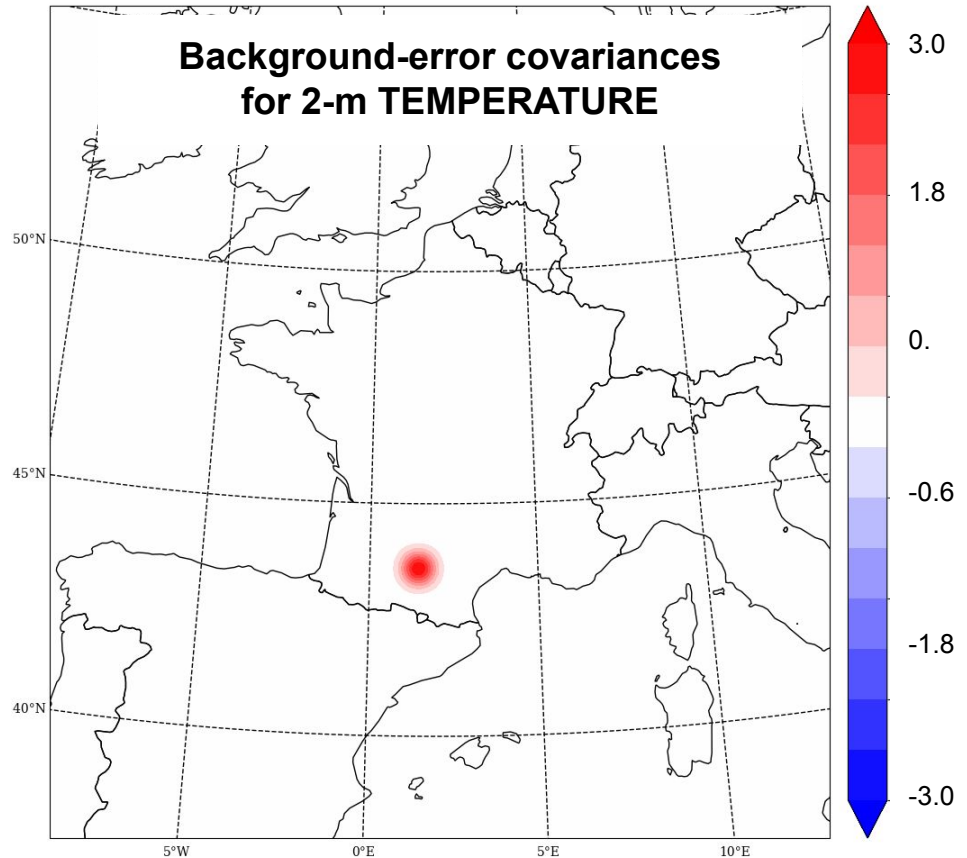 Background-error covariances
for 2-m TEMPERATURE
3.0
1.8
50°N
0.
45°N
-0.6
-1.8
40°N
-3.0
5°W
0°E
5°E
10°E